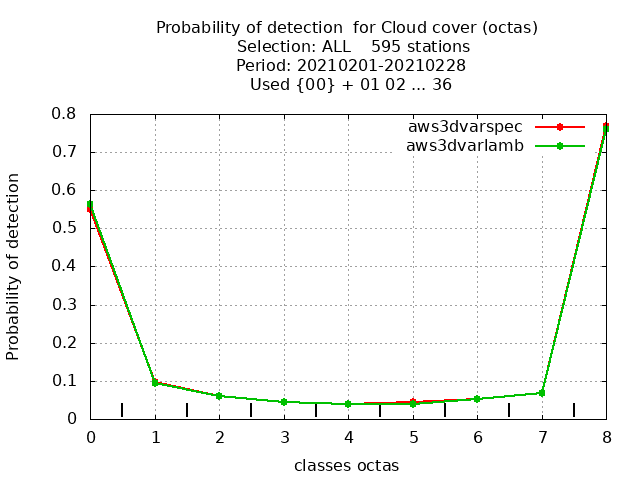 Probability of detection  for Cloud cover (octas)
Selection: ALL    595 stations
Period: 20210201-20210228
Used {00} + 01 02 ... 36
aws3dvarspec
aws3dvarlamb
Probability of detection
0.8
0.7
0.6
0.5
0.4
0.3
0.2
0.1
0
0 1 2 3 4 5 6 7 8
classes octas